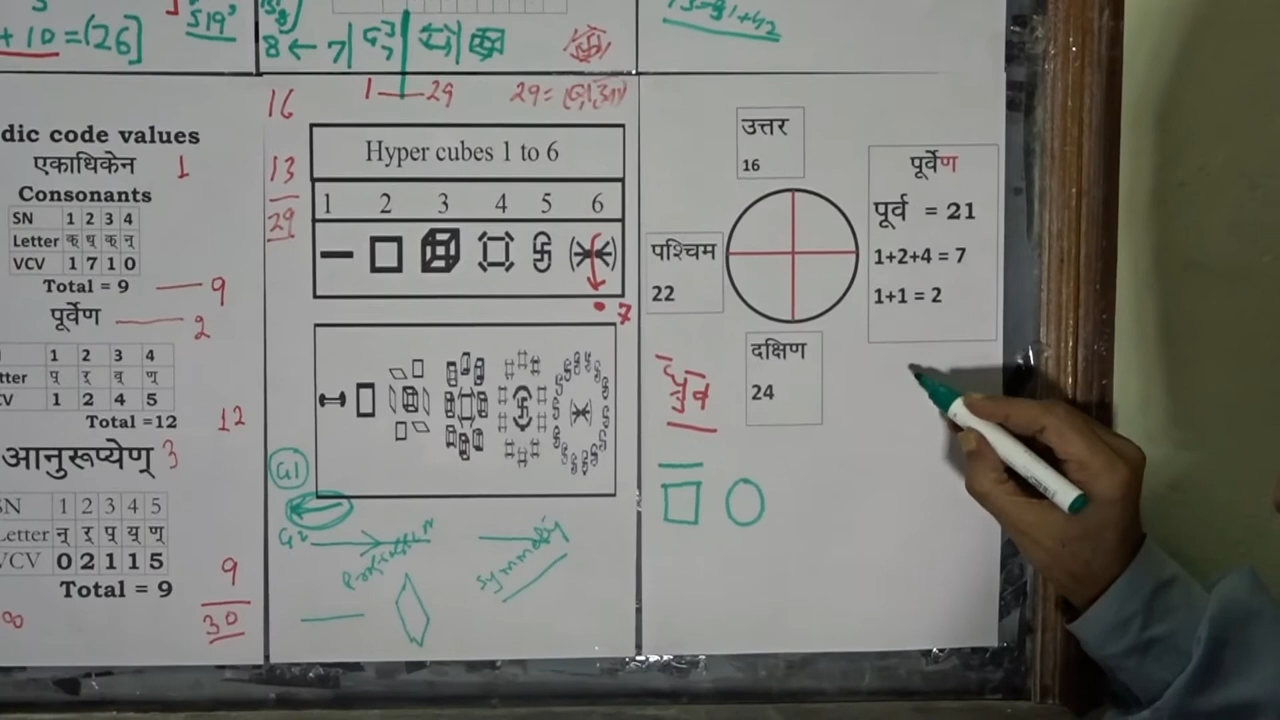 + 10 = (26]
519
8 ← 7
dic code values
एकाधिकेन 1
Consonants
SN 1 2 3 4
Letter क् ष् क् न्
VCV 1 7 1 0
Total = 9 — 9
पूर्वेण — 2
1 2 3 4
tter प् र् व् ण्
CV 1 2 4 5
Total =12 12
आनुरूप्येण् 3
SN 1 2 3 4 5
Letter न् र् प् य् ण्
VCV 0 2 1 1 5
Total = 9
9
30
16
13
29
1 — 29
29 =
Hyper cubes 1 to 6
1 2 3 4 5 6
7
G1
G2
Symmetry
उत्तर
16
पश्चिम
22
दक्षिण
24
पूर्वेण
पूर्व = 21
1+2+4 = 7
1+1 = 2